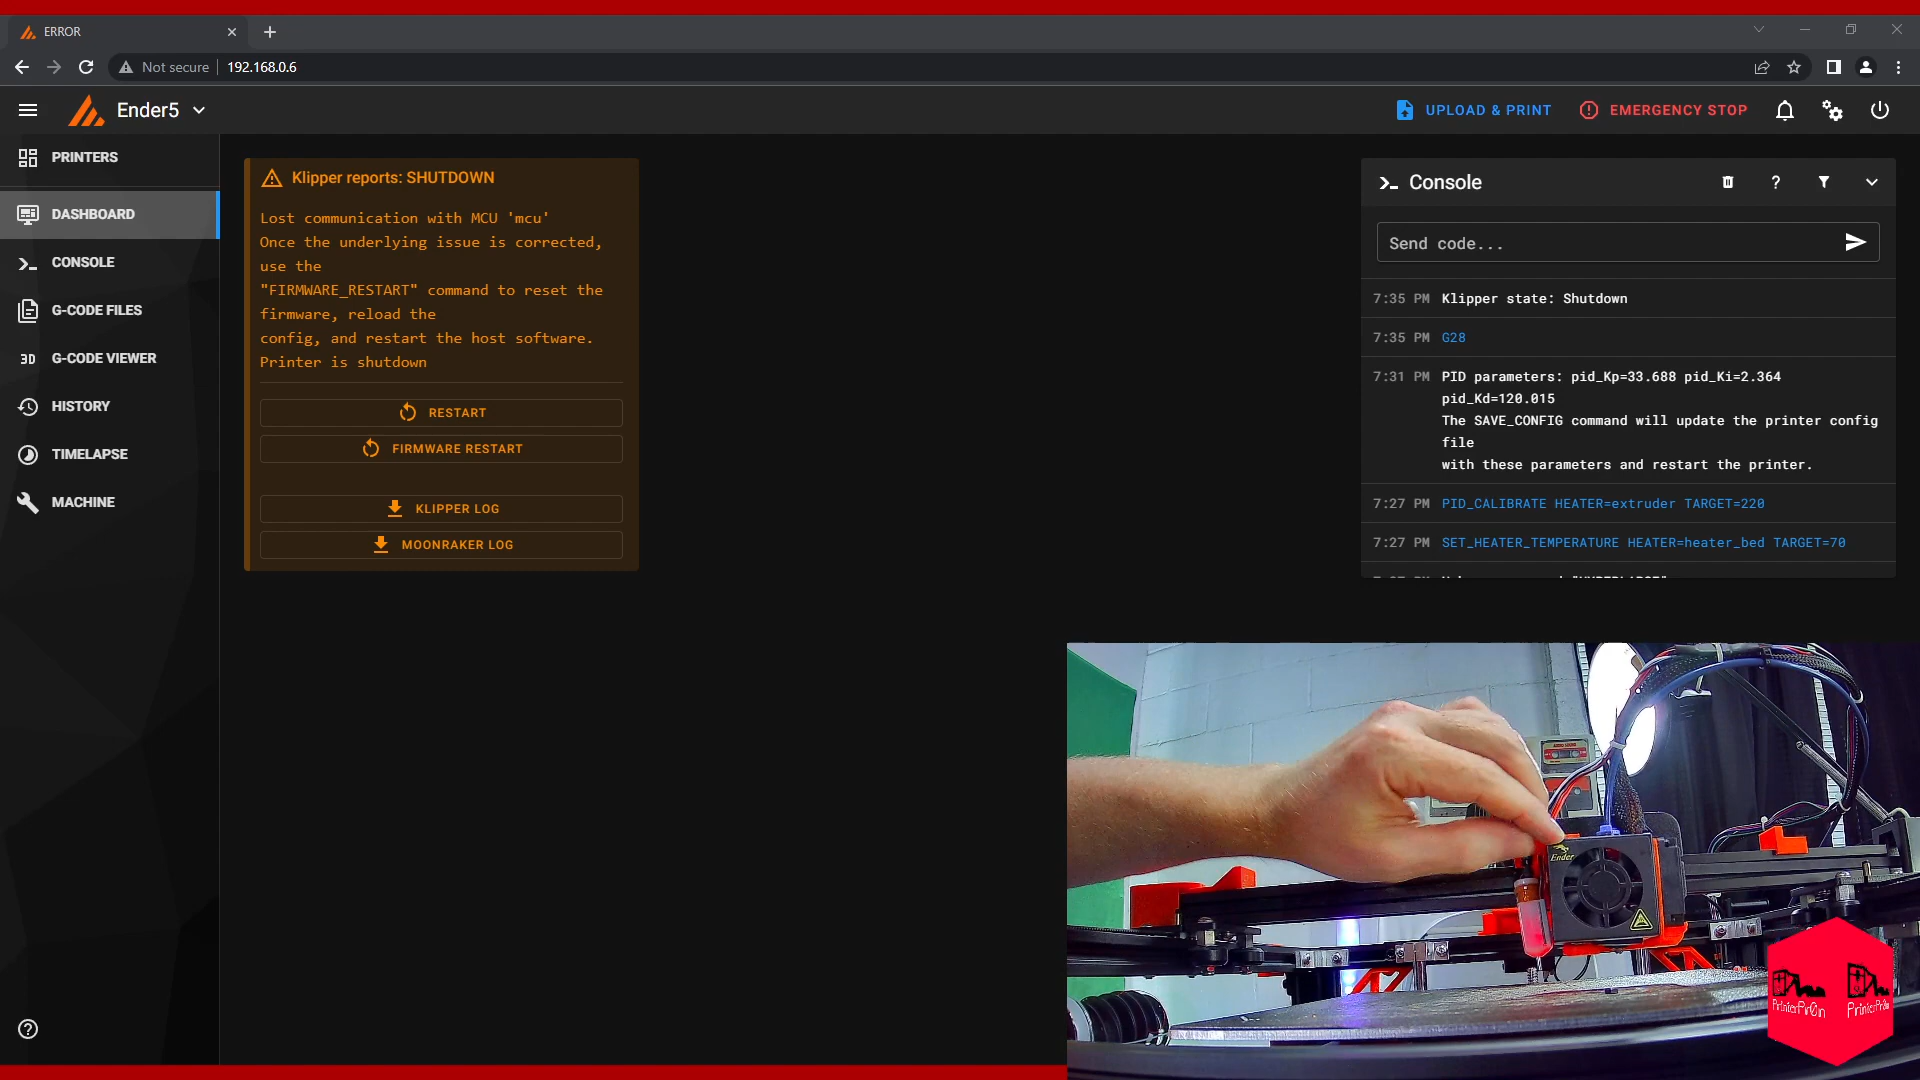 ERROR
Not secure
192.168.0.6
Ender5
UPLOAD & PRINT
EMERGENCY STOP
PRINTERS
DASHBOARD
CONSOLE
G-CODE FILES
3D G-CODE VIEWER
HISTORY
TIMELAPSE
MACHINE
Klipper reports: SHUTDOWN
Lost communication with MCU 'mcu'
Once the underlying issue is corrected,
use the
"FIRMWARE_RESTART" command to reset the
firmware, reload the
config, and restart the host software.
Printer is shutdown
RESTART
FIRMWARE RESTART
KLIPPER LOG
MOONRAKER LOG
Console
Send code...
7:35 PM Klipper state: Shutdown
7:35 PM G28
7:31 PM PID parameters: pid_Kp=33.688 pid_Ki=2.364
pid_Kd=120.015
The SAVE_CONFIG command will update the printer config
file
with these parameters and restart the printer.
7:27 PM PID_CALIBRATE HEATER=extruder TARGET=220
7:27 PM SET_HEATER_TEMPERATURE HEATER=heater_bed TARGET=70
Ender